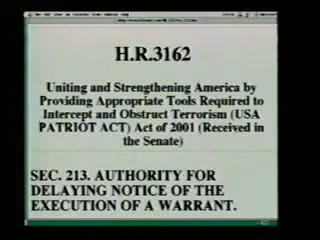 H.R.3162
Uniting and Strengthening America by
Providing Appropriate Tools Required to
Intercept and Obstruct Terrorism (USA
PATRIOT ACT) Act of 2001 (Received in
the Senate)
SEC. 213. AUTHORITY FOR
DELAYING NOTICE OF THE
EXECUTION OF A WARRANT.